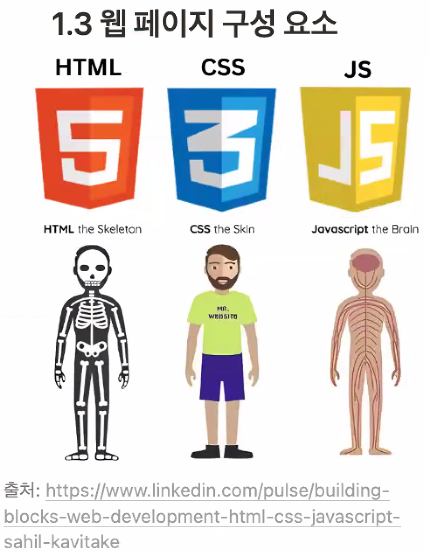 1.3 웹 페이지 구성 요소
HTML CSS JS
5 3 JS
HTML the Skeleton CSS the Skin Javascript the Brain
MR.
WEBSITE
출처: https://www.linkedin.com/pulse/building-
blocks-web-development-html-css-javascript-
sahil-kavitake